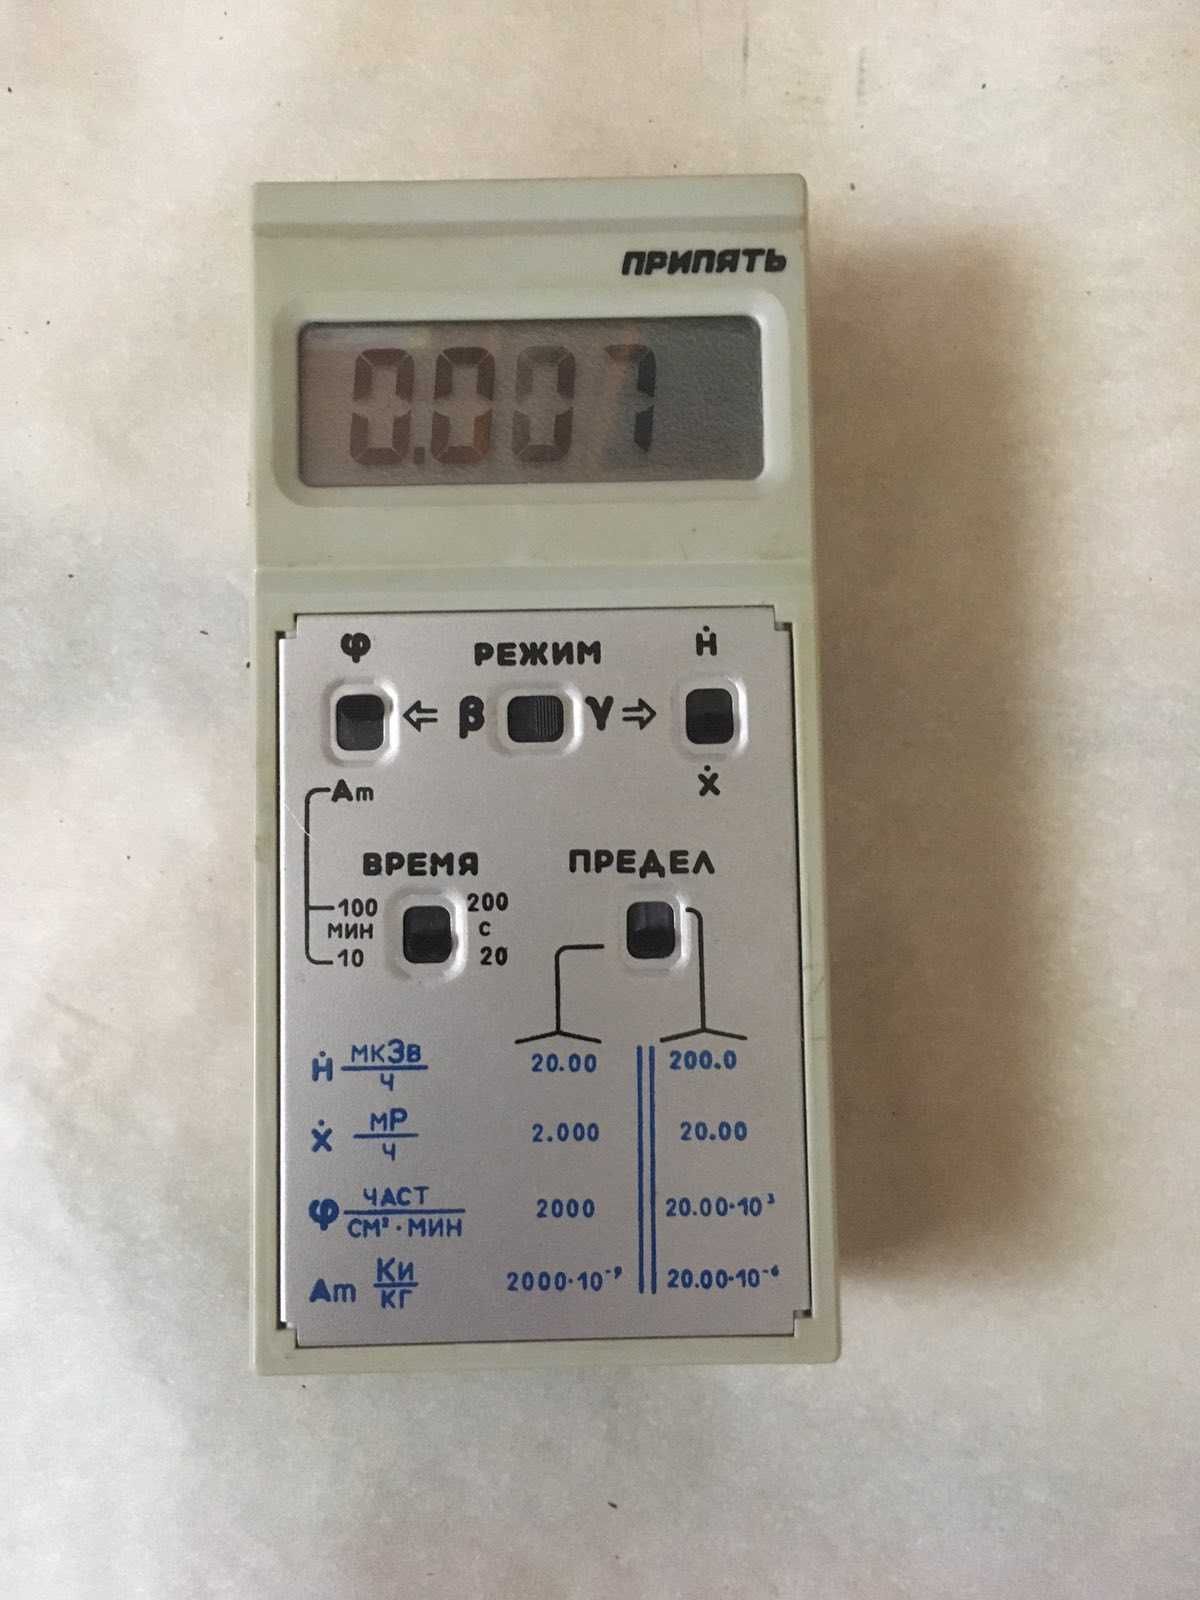 ПРИПЯТЬ
0.007
φ РЕЖИМ Ḣ
⇐ β γ ⇒
Am Ẋ
ВРЕМЯ ПРЕДЕЛ
100 200
МИН с
10 20
Ḣ мкЗв/ч 20.00 200.0
Ẋ мР/ч 2.000 20.00
φ ЧАСТ/СМ²·МИН 2000 20.00·10³
Am Ки/кг 2000·10⁻⁹ 20.00·10⁻⁶